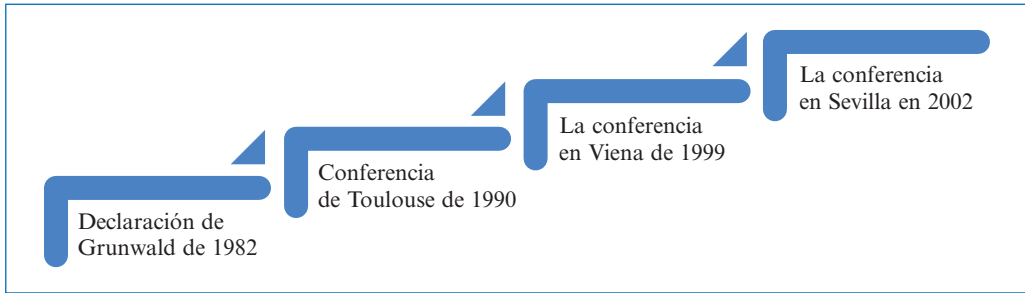 Declaración de
Grunwald de 1982
Conferencia
de Toulouse de 1990
La conferencia
en Viena de 1999
La conferencia
en Sevilla en 2002